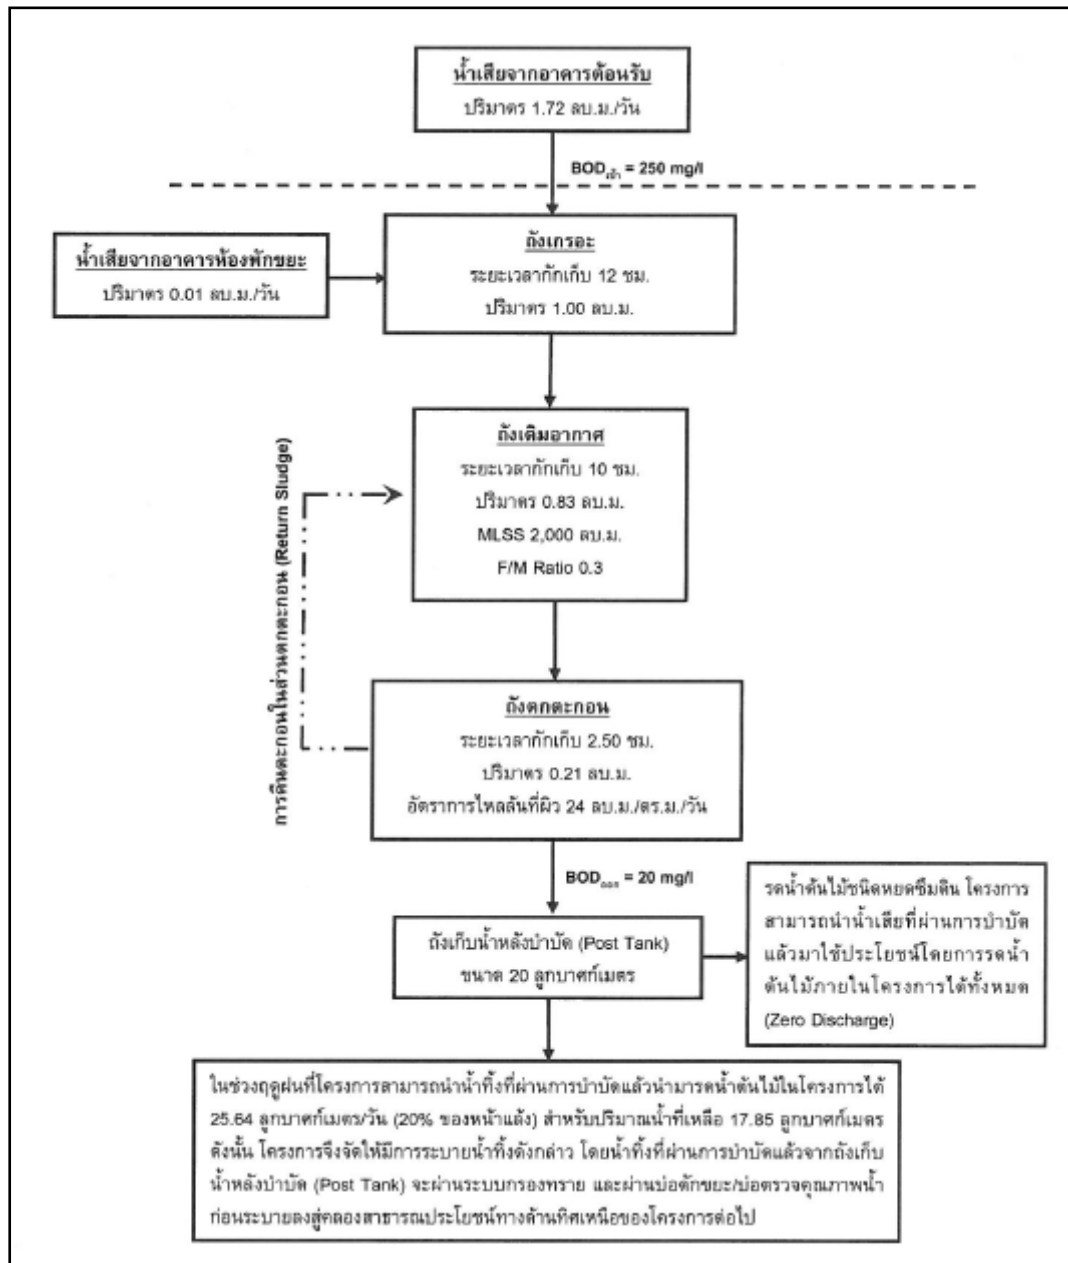 น้ำเสียจากอาคารต้อนรับ
ปริมาตร 1.72 ลบ.ม./วัน
BODเข้า = 250 mg/l
น้ำเสียจากอาคารห้องพักขยะ
ปริมาตร 0.01 ลบ.ม./วัน
ถังเกรอะ
ระยะเวลากักเก็บ 12 ชม.
ปริมาตร 1.00 ลบ.ม.
ถังเติมอากาศ
ระยะเวลากักเก็บ 10 ชม.
ปริมาตร 0.83 ลบ.ม.
MLSS 2,000 ลบ.ม.
F/M Ratio 0.3
การคืนตะกอนในส่วนตกตะกอน (Return Sludge)
ถังตกตะกอน
ระยะเวลากักเก็บ 2.50 ชม.
ปริมาตร 0.21 ลบ.ม.
อัตราการไหลล้นที่ผิว 24 ลบ.ม./ตร.ม./วัน
BODออก = 20 mg/l
ถังเก็บน้ำหลังบำบัด (Post Tank)
ขนาด 20 ลูกบาศก์เมตร
รดน้ำต้นไม้ชนิดหยดซึมดิน โครงการ
สามารถนำน้ำเสียที่ผ่านการบำบัด
แล้วมาใช้ประโยชน์โดยการรดน้ำ
ต้นไม้ภายในโครงการได้ทั้งหมด
(Zero Discharge)
ในช่วงฤดูฝนที่โครงการสามารถนำน้ำทิ้งที่ผ่านการบำบัดแล้วนำมารดน้ำต้นไม้ในโครงการได้
25.64 ลูกบาศก์เมตร/วัน (20% ของหน้าแล้ง) สำหรับปริมาณน้ำที่เหลือ 17.85 ลูกบาศก์เมตร
ดังนั้น โครงการจึงจัดให้มีการระบายน้ำทิ้งดังกล่าว โดยน้ำทิ้งที่ผ่านการบำบัดแล้วจากถังเก็บ
น้ำหลังบำบัด (Post Tank) จะผ่านระบบกรองทราย และผ่านบ่อดักขยะ/บ่อตรวจคุณภาพน้ำ
ก่อนระบายลงสู่คลองสาธารณประโยชน์ทางด้านทิศเหนือของโครงการต่อไป